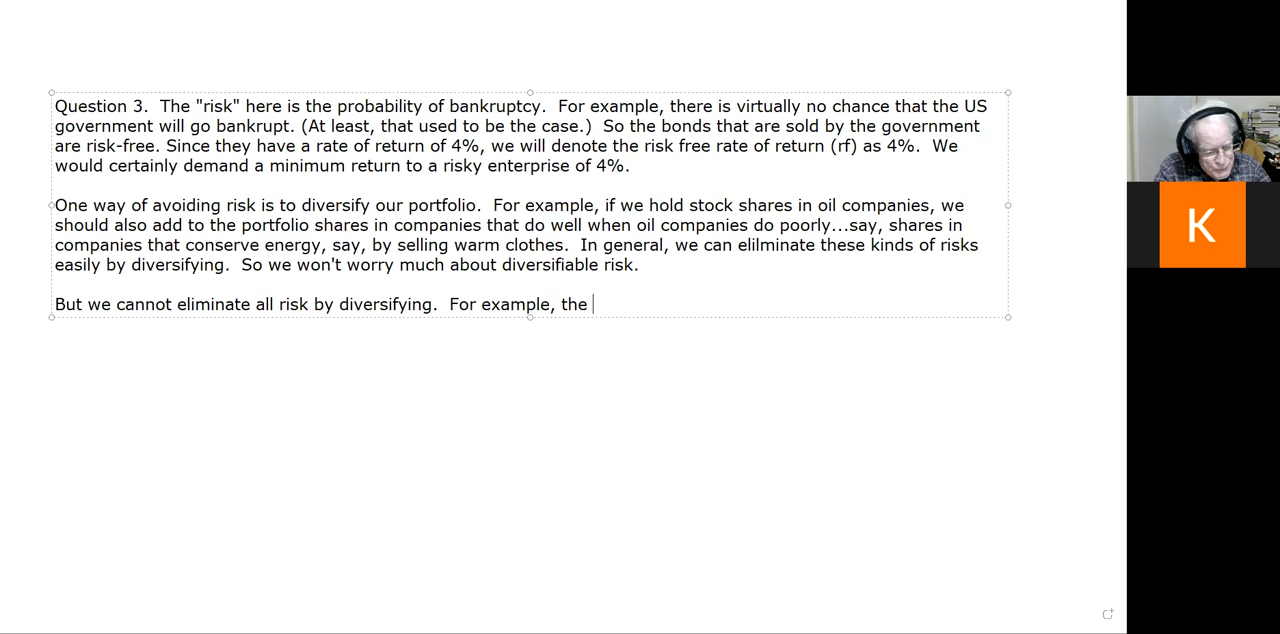 Question 3.  The "risk" here is the probability of bankruptcy.  For example, there is virtually no chance that the US
government will go bankrupt. (At least, that used to be the case.)  So the bonds that are sold by the government
are risk-free. Since they have a rate of return of 4%, we will denote the risk free rate of return (rf) as 4%.  We
would certainly demand a minimum return to a risky enterprise of 4%.
One way of avoiding risk is to diversify our portfolio.  For example, if we hold stock shares in oil companies, we
should also add to the portfolio shares in companies that do well when oil companies do poorly...say, shares in
companies that conserve energy, say, by selling warm clothes.  In general, we can elilminate these kinds of risks
easily by diversifying.  So we won't worry much about diversifiable risk.
But we cannot eliminate all risk by diversifying.  For example, the
K